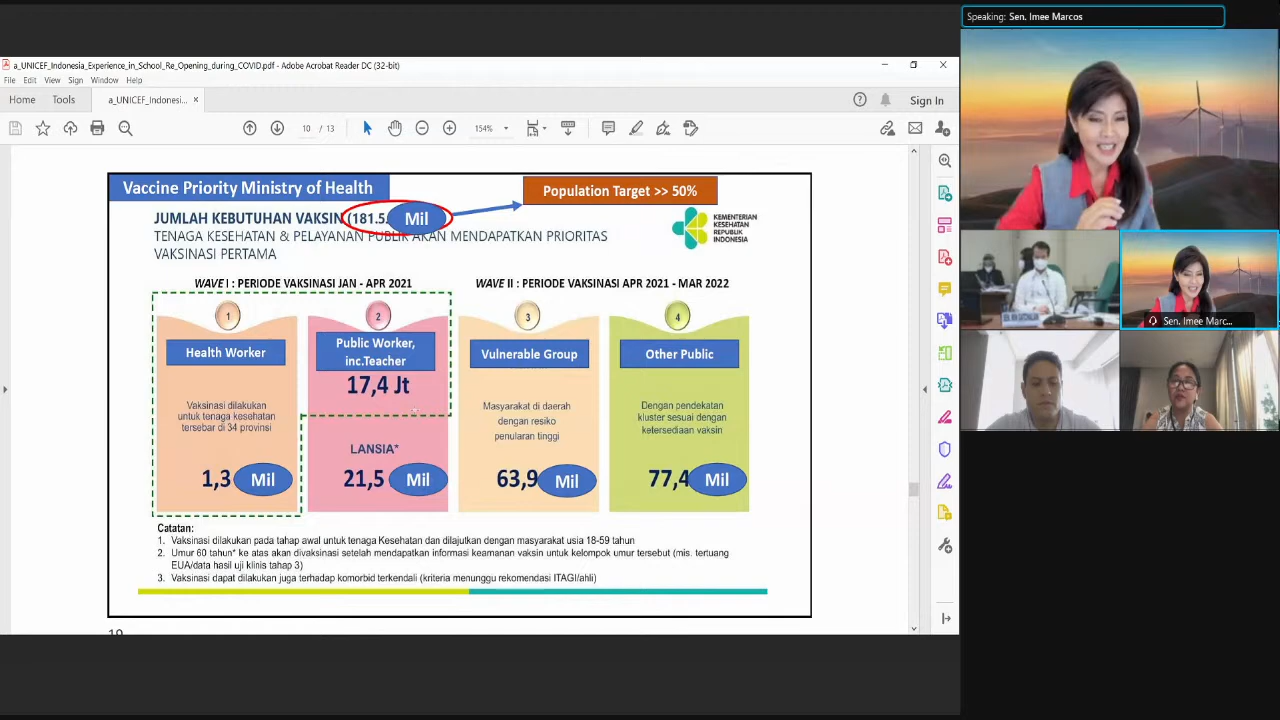 Speaking: Sen. Imee Marcos
a_UNICEF_Indonesia_Experience_in_School_Re_Opening_during_COVID.pdf - Adobe Acrobat Reader DC (32-bit)
File Edit View Sign Window Help
Home Tools a_UNICEF_Indonesi... × Sign In
10 / 13 154%
Vaccine Priority Ministry of Health
Population Target >> 50%
JUMLAH KEBUTUHAN VAKSIN (181.5 Mil
TENAGA KESEHATAN & PELAYANAN PUBLIK AKAN MENDAPATKAN PRIORITAS
VAKSINASI PERTAMA
KEMENTERIAN
KESEHATAN
REPUBLIK
INDONESIA
WAVE I : PERIODE VAKSINASI JAN - APR 2021
WAVE II : PERIODE VAKSINASI APR 2021 - MAR 2022
1
Health Worker
Vaksinasi dilakukan
untuk tenaga kesehatan
tersebar di 34 provinsi
1,3 Mil
2
Public Worker,
inc.Teacher
17,4 Jt
LANSIA*
21,5 Mil
3
Vulnerable Group
Masyarakat di daerah
dengan resiko
penularan tinggi
63,9 Mil
4
Other Public
Dengan pendekatan
kluster sesuai dengan
ketersediaan vaksin
77,4 Mil
Catatan:
1. Vaksinasi dilakukan pada tahap awal untuk tenaga Kesehatan dan dilajutkan dengan masyarakat usia 18-59 tahun
2. Umur 60 tahun* ke atas akan divaksinasi setelah mendapatkan informasi keamanan vaksin untuk kelompok umur tersebut (mis. tertuang
EUA/data hasil uji klinis tahap 3)
3. Vaksinasi dapat dilakukan juga terhadap komorbid terkendali (kriteria menunggu rekomendasi ITAGI/ahli)
Sen. Imee Marc...